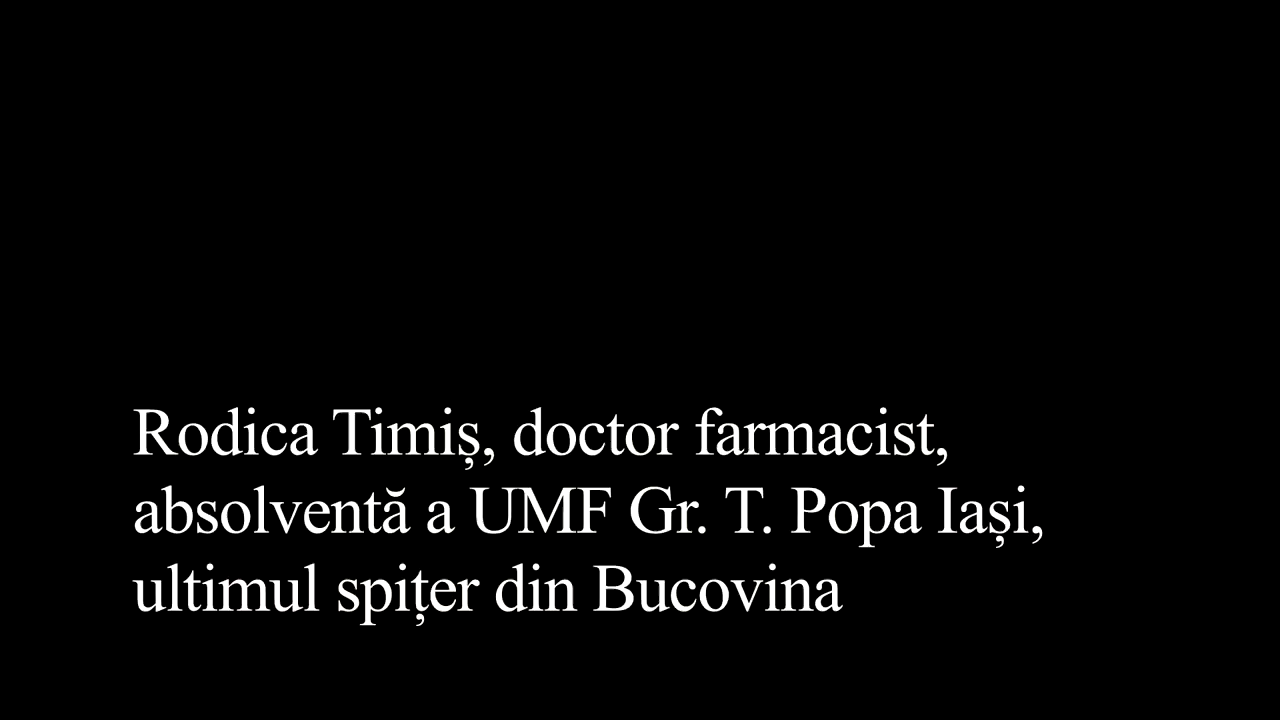 Rodica Timiș, doctor farmacist,
absolventă a UMF Gr. T. Popa Iași,
ultimul spițer din Bucovina